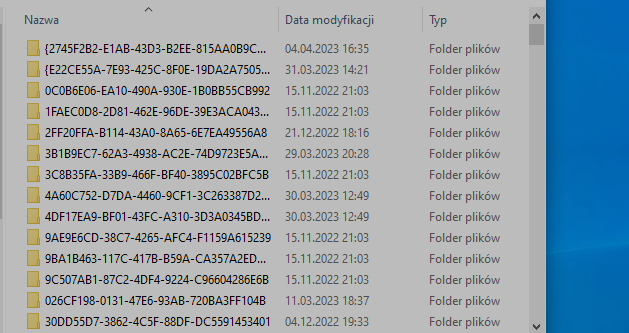 Nazwa Data modyfikacji Typ
{2745F2B2-E1AB-43D3-B2EE-815AA0B9C... 04.04.2023 16:35 Folder plików
{E22CE55A-7E93-425C-8F0E-19DA2A7505... 31.03.2023 14:21 Folder plików
0C0B6E06-EA10-490A-930E-1B0BB55CB992 15.11.2022 21:03 Folder plików
1FAEC0D8-2D81-462E-96DE-39E3ACA043... 15.11.2022 21:03 Folder plików
2FF20FFA-B114-43A0-8A65-6E7EA49556A8 21.12.2022 18:16 Folder plików
3B1B9EC7-62A3-4938-AC2E-74D9723E5A... 29.03.2023 20:28 Folder plików
3C8B35FA-33B9-466F-BF40-3895C02BFC5B 15.11.2022 21:03 Folder plików
4A60C752-D7DA-4460-9CF1-3C263387D2... 30.03.2023 12:49 Folder plików
4DF17EA9-BF01-43FC-A310-3D3A0345BD... 30.03.2023 12:49 Folder plików
9AE9E6CD-38C7-4265-AFC4-F1159A615239 15.11.2022 21:03 Folder plików
9BA1B463-117C-417B-B59A-CA357A2ED... 15.11.2022 21:03 Folder plików
9C507AB1-87C2-4DF4-9224-C96604286E6B 15.11.2022 21:03 Folder plików
026CF198-0131-47E6-93AB-720BA3FF104B 11.03.2023 18:37 Folder plików
30DD55D7-3862-4C5F-88DF-DC5591453401 04.12.2022 19:33 Folder plików